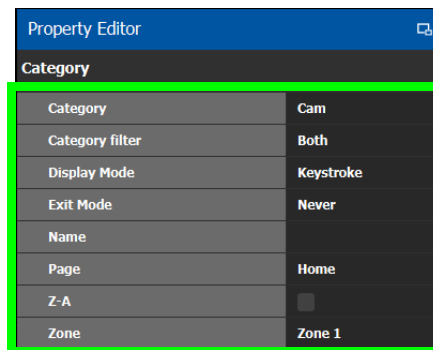 Property Editor
Category
Category Cam
Category filter Both
Display Mode Keystroke
Exit Mode Never
Name
Page Home
Z-A
Zone Zone 1